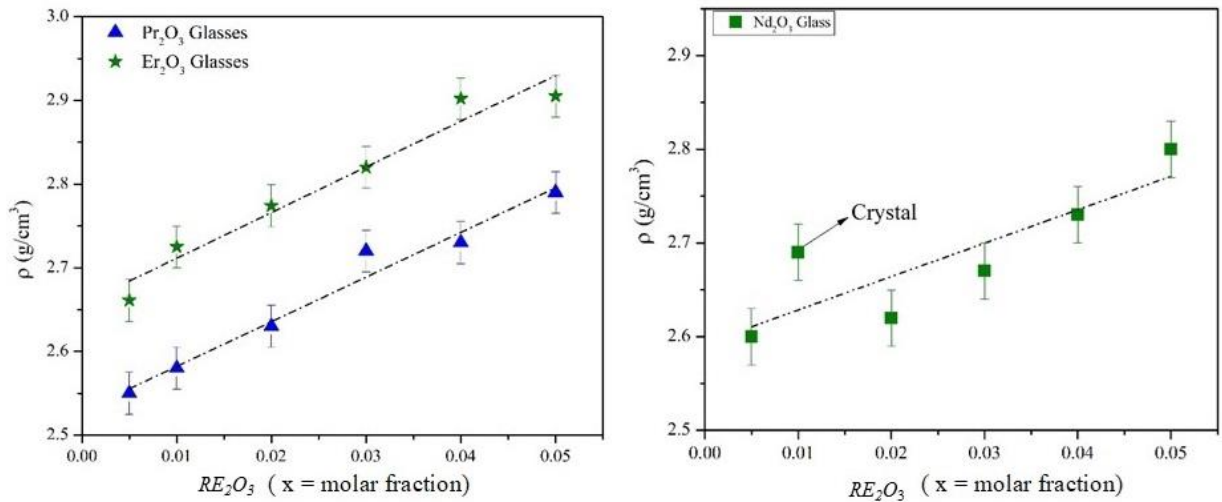 3.0
2.9
2.8
2.7
2.6
2.5
ρ (g/cm³)
Pr₂O₃ Glasses
Er₂O₃ Glasses
0.00 0.01 0.02 0.03 0.04 0.05
RE₂O₃ ( x = molar fraction)
2.9
2.8
2.7
2.6
2.5
ρ (g/cm³)
Nd₂O₃ Glass
Crystal
0.00 0.01 0.02 0.03 0.04 0.05
RE₂O₃ ( x = molar fraction)